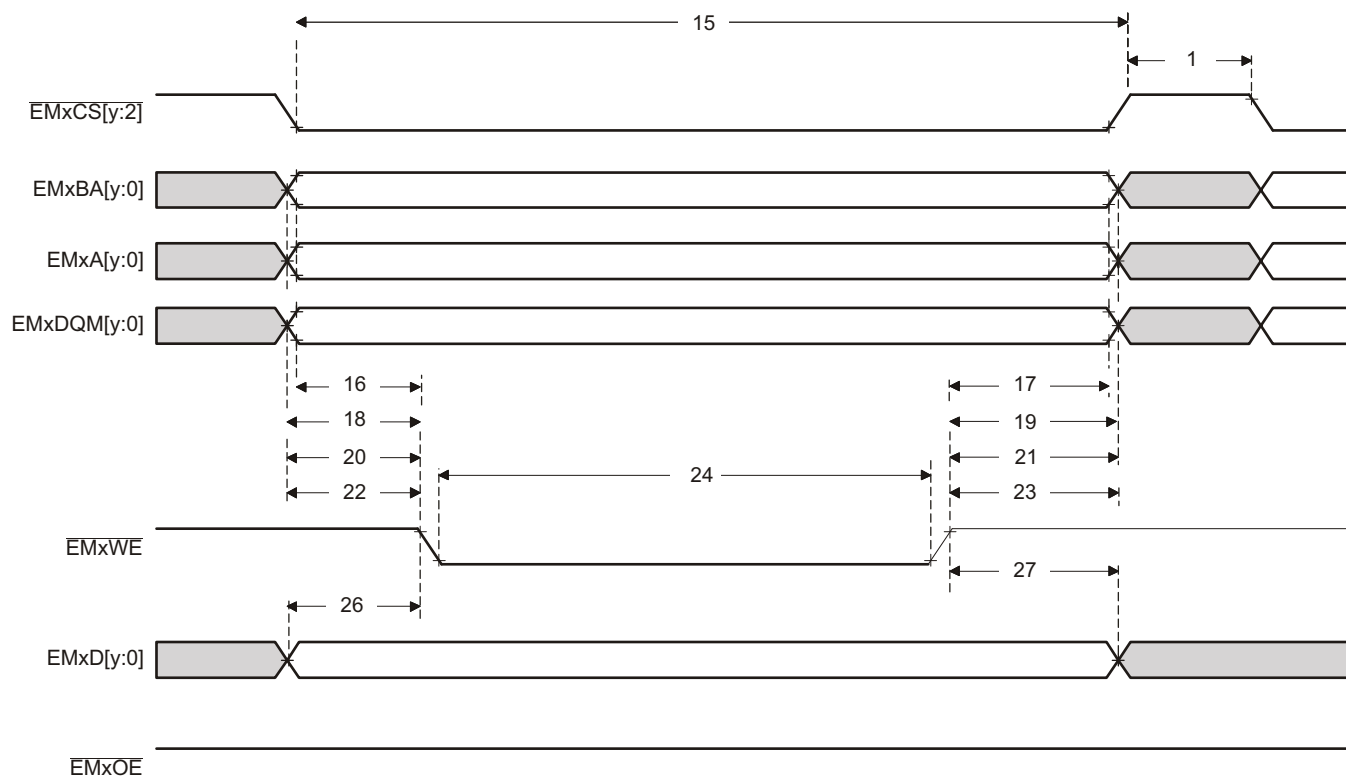 15
1
EMxCS[y:2]
EMxBA[y:0]
EMxA[y:0]
EMxDQM[y:0]
16 17
18 19
20 21
24
22 23
EMxWE
27
26
EMxD[y:0]
EMxOE